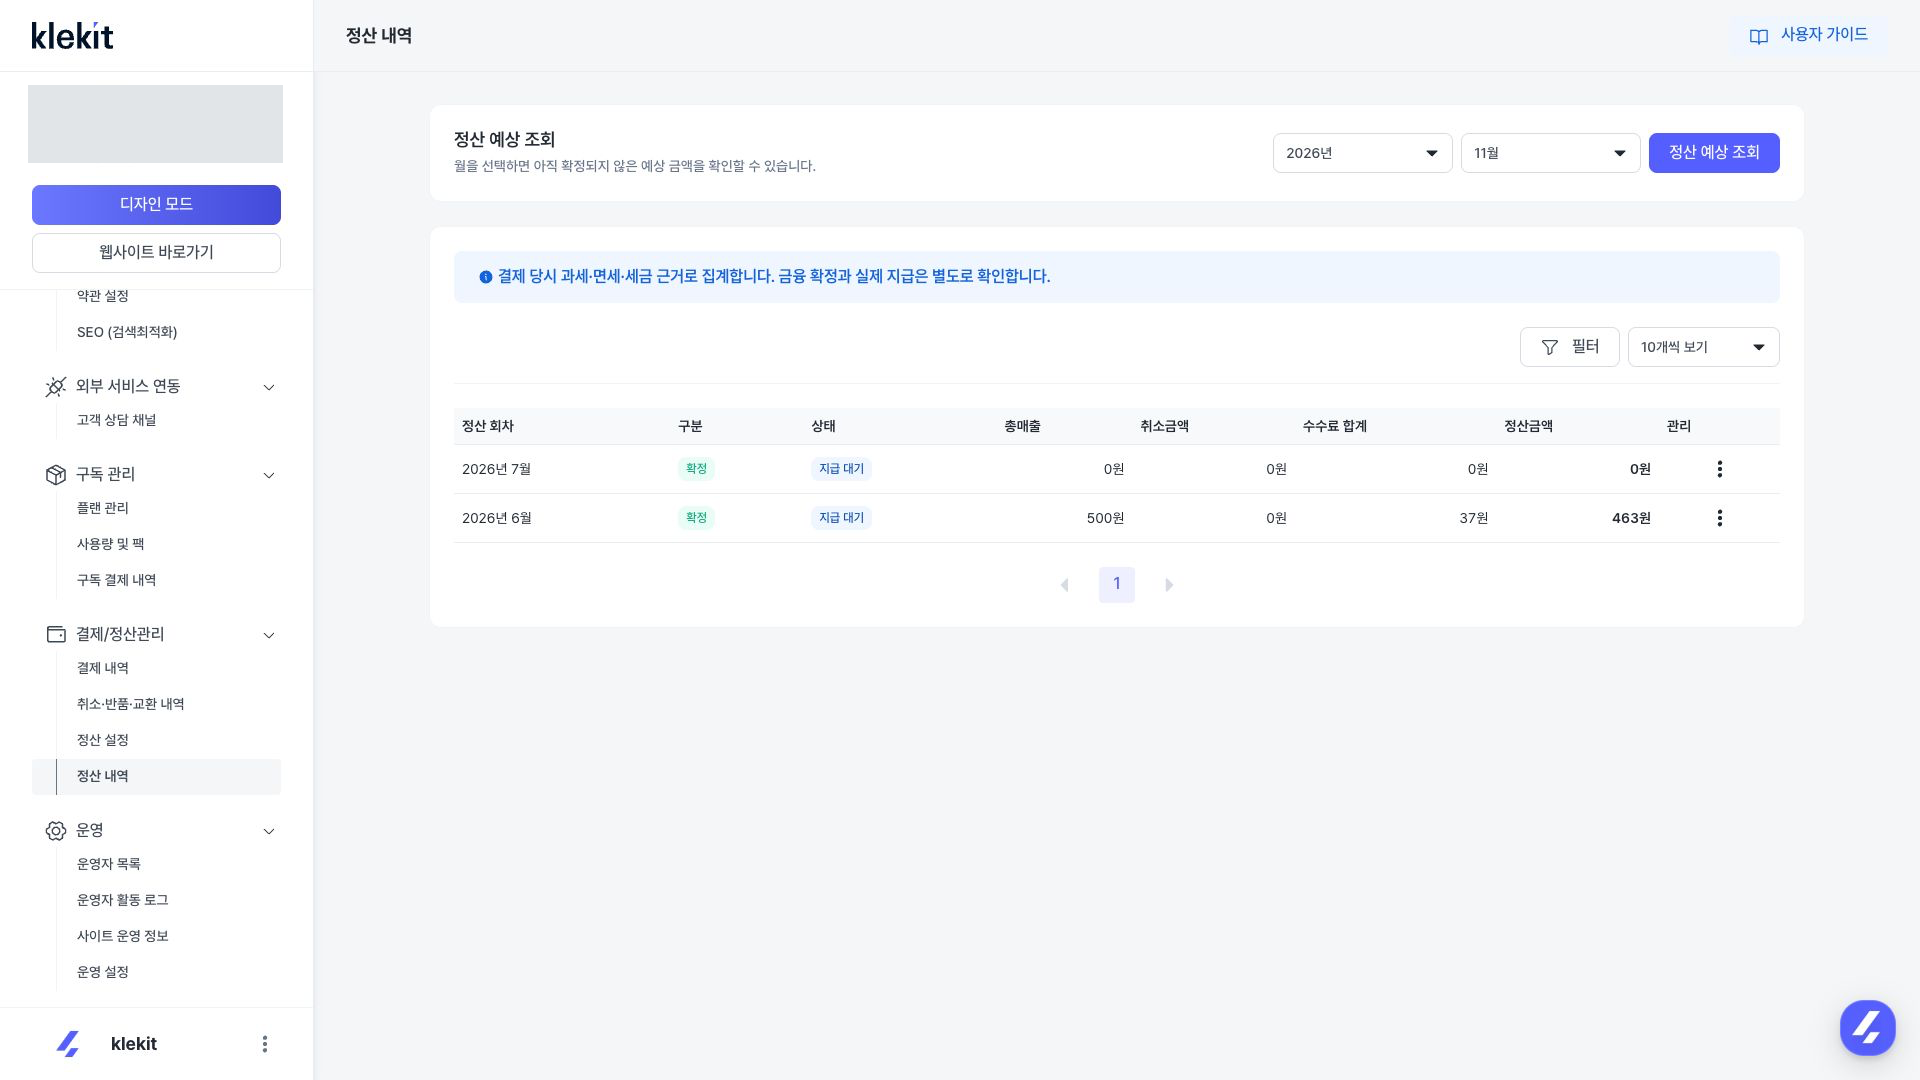 klekit
정산 내역
사용자 가이드
디자인 모드
웹사이트 바로가기
약관 설정
SEO (검색최적화)
외부 서비스 연동
고객 상담 채널
구독 관리
플랜 관리
사용량 및 팩
구독 결제 내역
결제/정산관리
결제 내역
취소·반품·교환 내역
정산 설정
정산 내역
운영
운영자 목록
운영자 활동 로그
사이트 운영 정보
운영 설정
klekit
정산 예상 조회
월을 선택하면 아직 확정되지 않은 예상 금액을 확인할 수 있습니다.
2026년 11월 정산 예상 조회
결제 당시 과세·면세·세금 근거로 집계합니다. 금융 확정과 실제 지급은 별도로 확인합니다.
필터 10개씩 보기
정산 회차 구분 상태 총매출 취소금액 수수료 합계 정산금액 관리
2026년 7월 확정 지급 대기 0원 0원 0원 0원
2026년 6월 확정 지급 대기 500원 0원 37원 463원
1